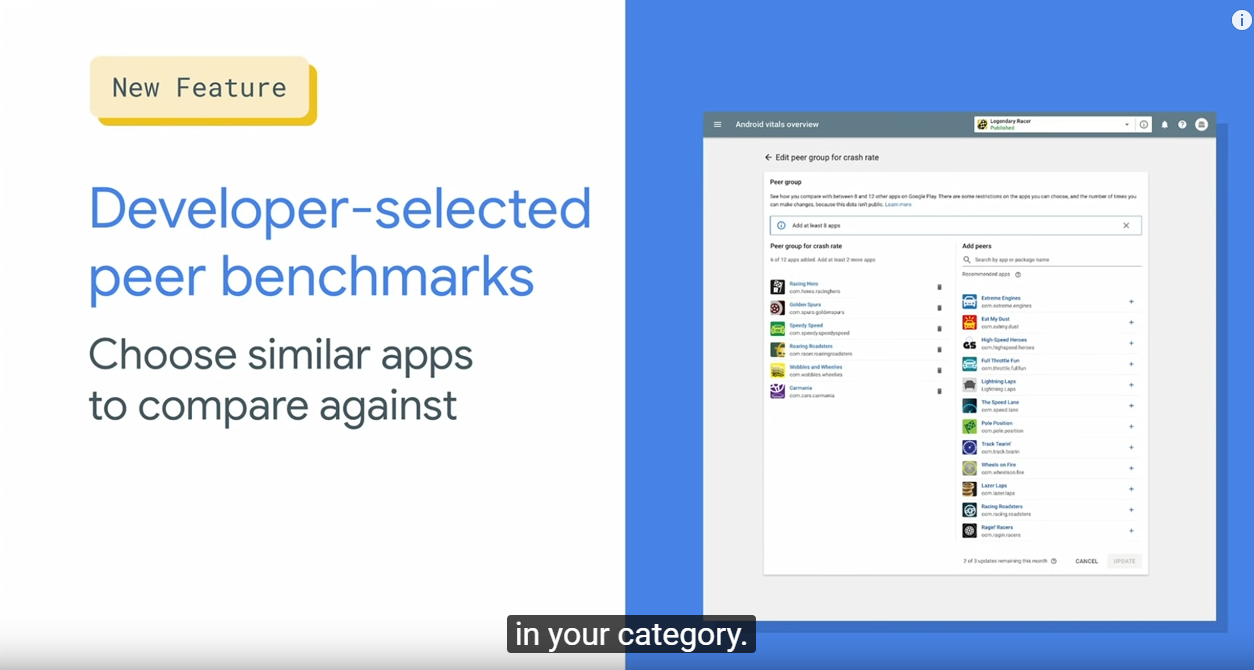 New Feature
Developer-selected
peer benchmarks
Choose similar apps
to compare against
Android vitals overview
Legendary Racer
Published
Edit peer group for crash rate
Peer group
See how you compare with between 8 and 12 other apps on Google Play. There are some restrictions on the apps you can choose, and the number of times you
can make changes, because this data isn't public. Learn more
Add at least 8 apps
Peer group for crash rate
6 of 12 apps added. Add at least 2 more apps
Racing Hero
com.heros.racinghero
Golden Spurs
com.spurs.goldenspurs
Speedy Speed
com.speedy.speedyspeed
Roaring Roadsters
com.racer.roaringroadsters
Wobbles and Wheelies
com.wobbles.wheelies
Carmania
com.cars.carmania
Add peers
Search by app or package name
Recommended apps
Extreme Engines
com.extreme.engines
Eat My Dust
com.eatmy.dust
GS
High-Speed Heroes
com.highspeed.heroes
Full Throttle Fun
com.throttle.fullfun
Lightning Laps
Lightning Laps
The Speed Lane
com.speed.lane
Pole Position
com.pole.position
Track Tearin'
com.track.tearin
Wheels on Fire
com.wheelson.fire
Lazer Laps
com.lazer.laps
Racing Roadsters
com.racing.roadsters
Ragin' Racers
com.ragin.racers
2 of 3 updates remaining this month
CANCEL
UPDATE
in your category.